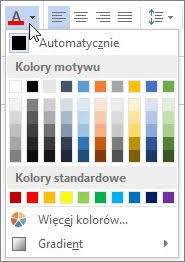 A
Automatycznie
Kolory motywu
Kolory standardowe
Więcej kolorów...
Gradient